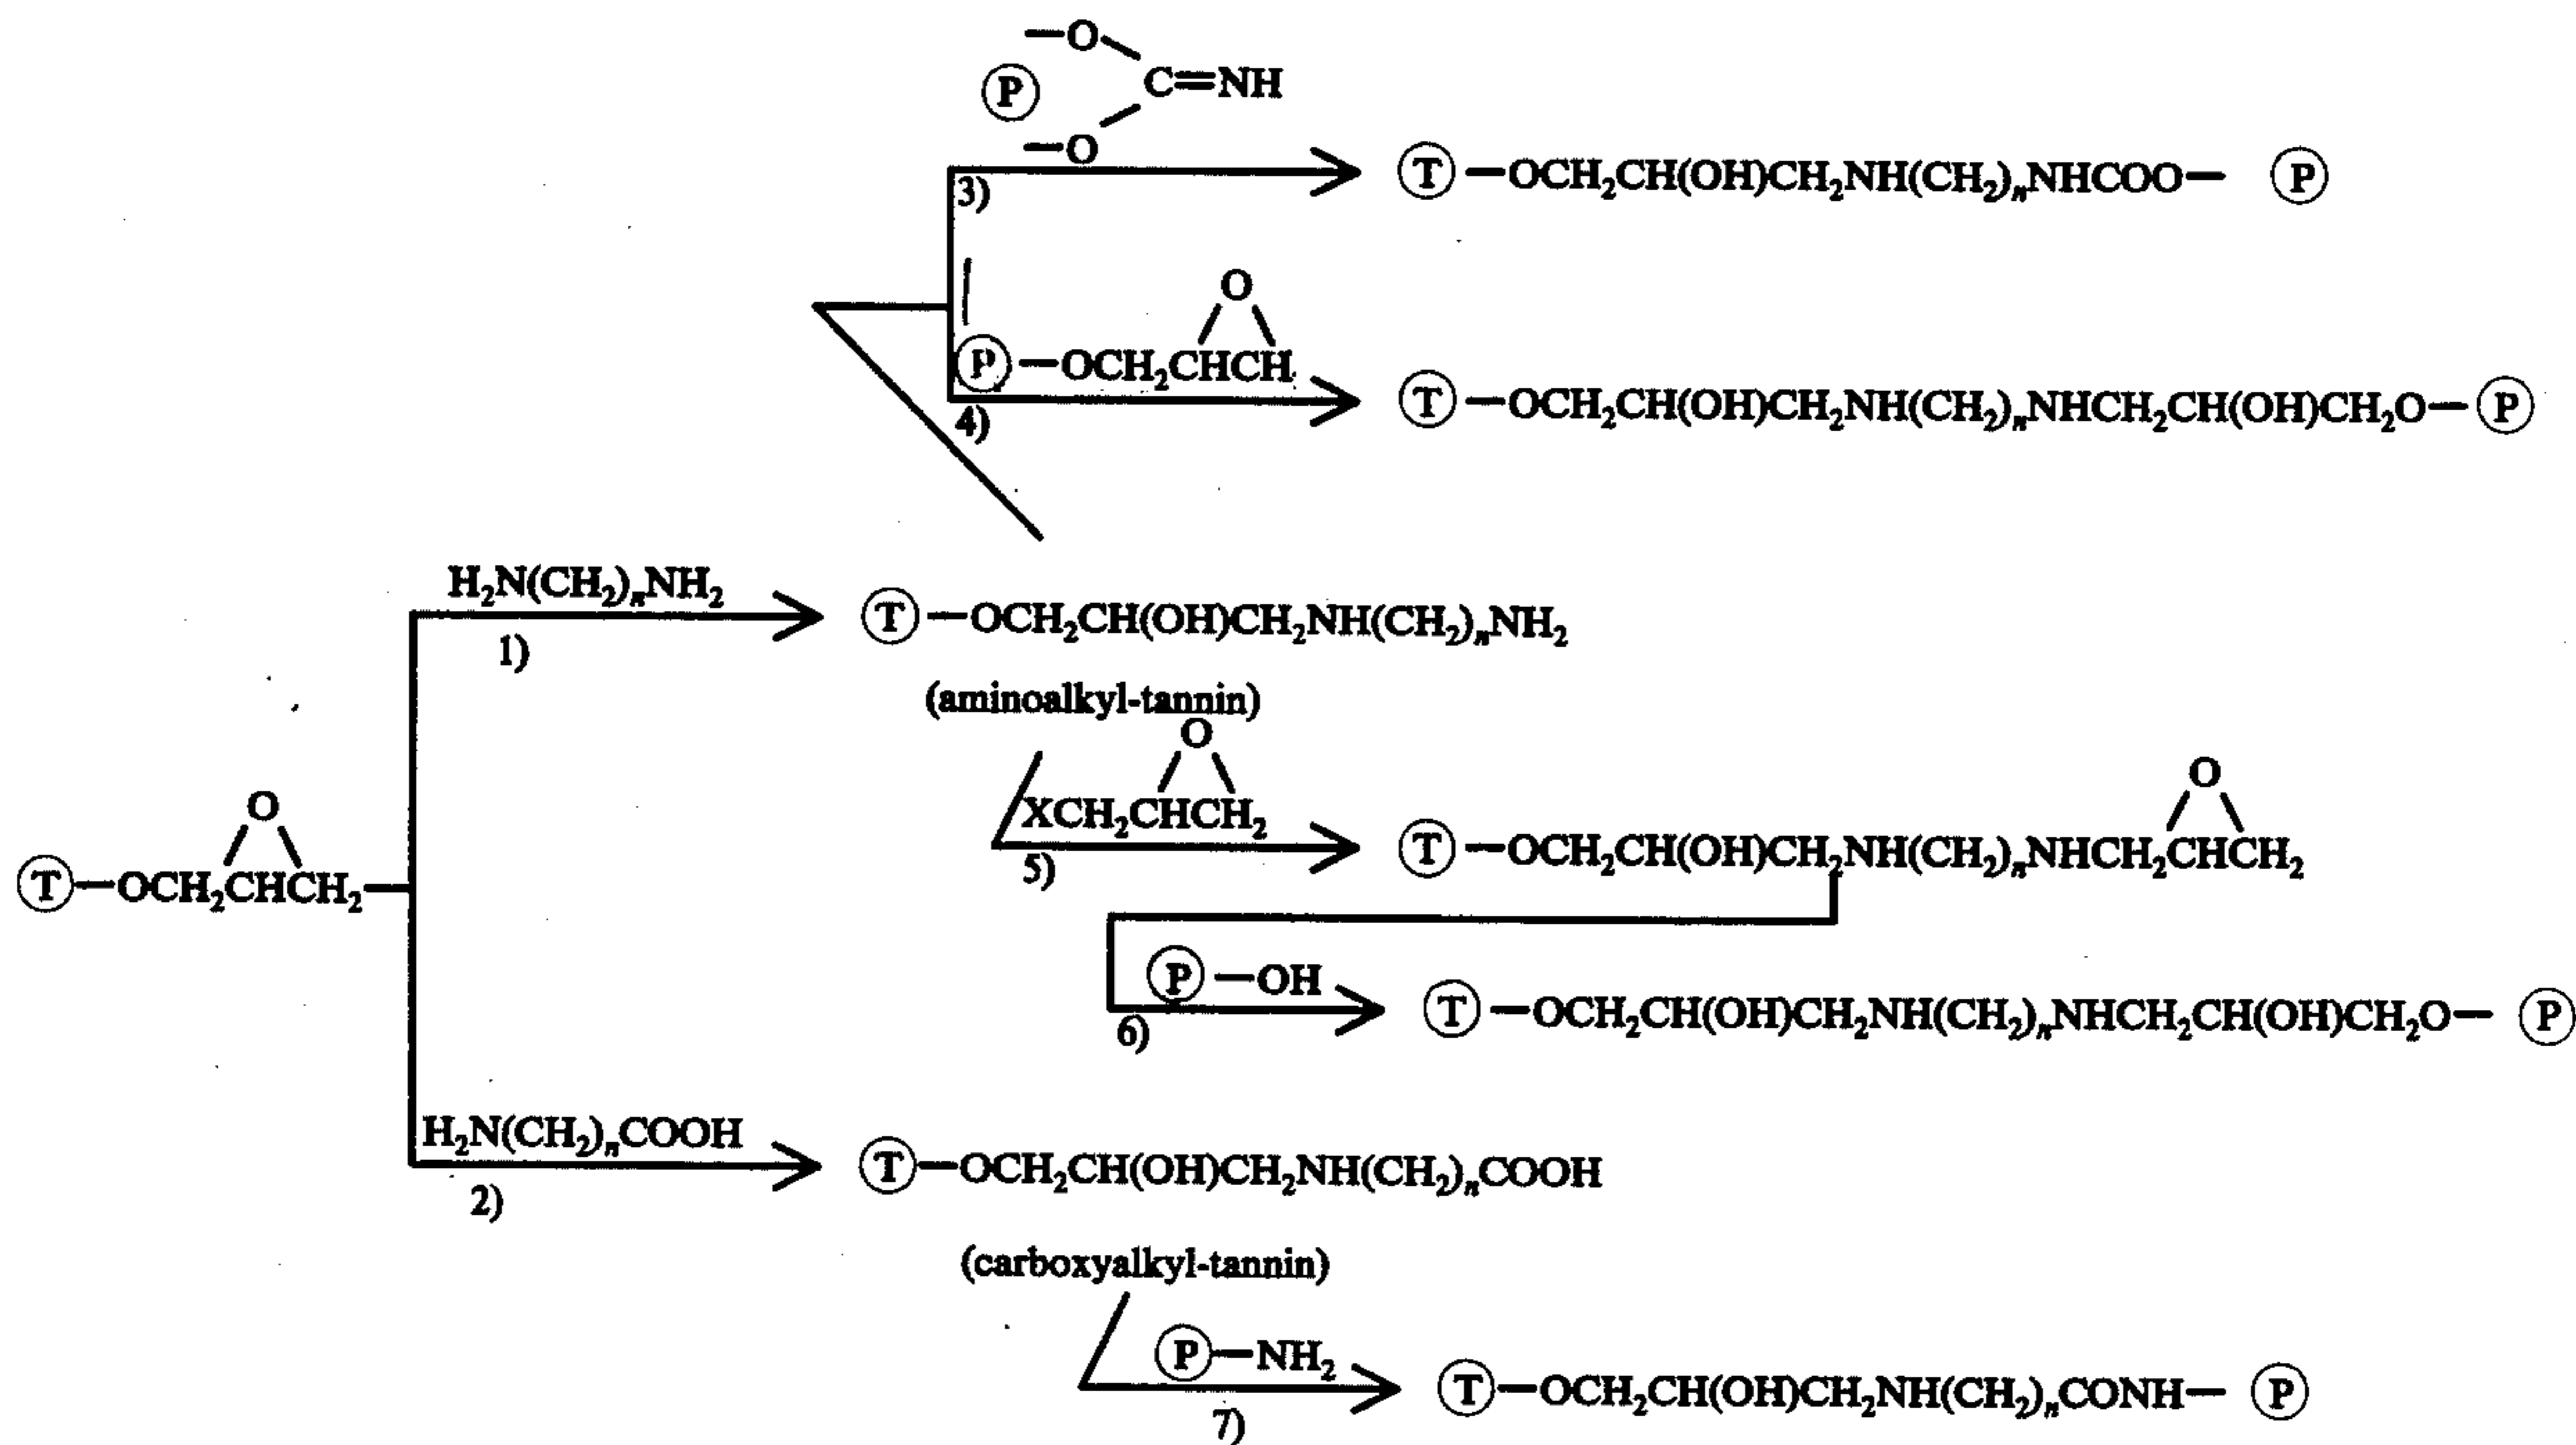 —O
C=NH
Ⓟ
—O
3)
Ⓣ—OCH₂CH(OH)CH₂NH(CH₂)ₙNHCOO—Ⓟ
O
Ⓟ—OCH₂CHCH
4)
Ⓣ—OCH₂CH(OH)CH₂NH(CH₂)ₙNHCH₂CH(OH)CH₂O—Ⓟ
H₂N(CH₂)ₙNH₂
1)
Ⓣ—OCH₂CH(OH)CH₂NH(CH₂)ₙNH₂
(aminoalkyl-tannin)
O
XCH₂CHCH₂
5)
O
Ⓣ—OCH₂CH(OH)CH₂NH(CH₂)ₙNHCH₂CHCH₂
O
Ⓣ—OCH₂CHCH₂—
Ⓟ—OH
6)
Ⓣ—OCH₂CH(OH)CH₂NH(CH₂)ₙNHCH₂CH(OH)CH₂O—Ⓟ
H₂N(CH₂)ₙCOOH
2)
Ⓣ—OCH₂CH(OH)CH₂NH(CH₂)ₙCOOH
(carboxyalkyl-tannin)
Ⓟ—NH₂
7)
Ⓣ—OCH₂CH(OH)CH₂NH(CH₂)ₙCONH—Ⓟ